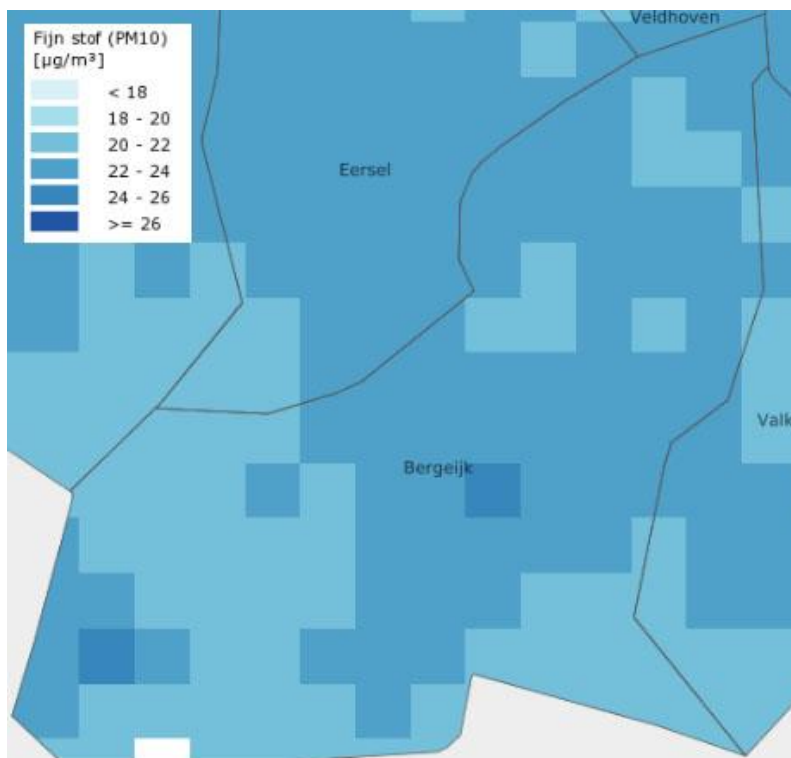 Veldhoven
Fijn stof (PM10)
[µg/m³]
< 18
18 - 20
20 - 22
22 - 24
24 - 26
>= 26
Eersel
Valk
Bergeijk